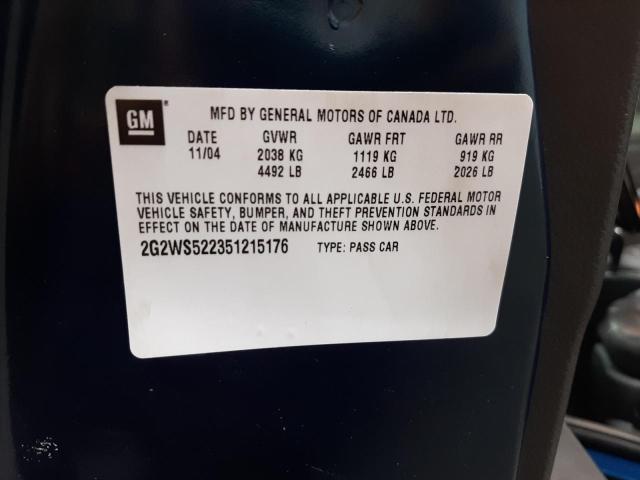 GM®
MFD BY GENERAL MOTORS OF CANADA LTD.
DATE GVWR GAWR FRT GAWR RR
11/04 2038 KG 1119 KG 919 KG
4492 LB 2466 LB 2026 LB
THIS VEHICLE CONFORMS TO ALL APPLICABLE U.S. FEDERAL MOTOR
VEHICLE SAFETY, BUMPER, AND THEFT PREVENTION STANDARDS IN
EFFECT ON THE DATE OF MANUFACTURE SHOWN ABOVE.
2G2WS522351215176 TYPE: PASS CAR